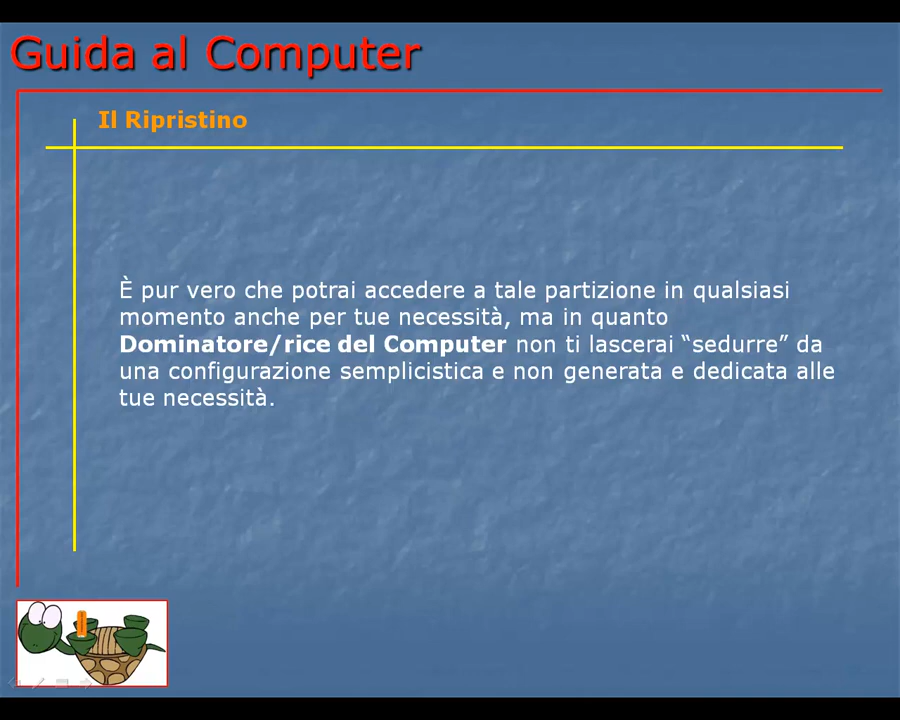 Guida al Computer
Il Ripristino
È pur vero che potrai accedere a tale partizione in qualsiasi
momento anche per tue necessità, ma in quanto
Dominatore/rice del Computer non ti lascerai “sedurre” da
una configurazione semplicistica e non generata e dedicata alle
tue necessità.